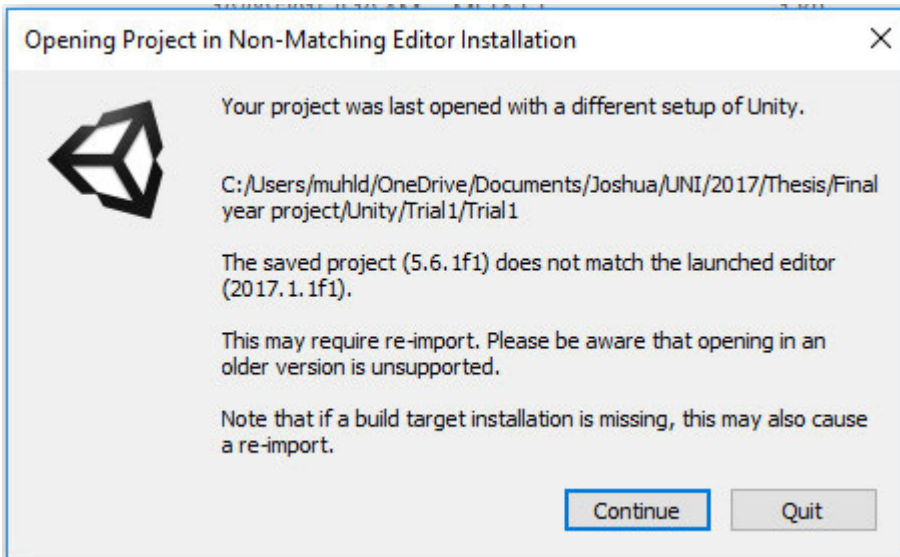 Opening Project in Non-Matching Editor Installation
Your project was last opened with a different setup of Unity.
C:/Users/muhld/OneDrive/Documents/Joshua/UNI/2017/Thesis/Final
year project/Unity/Trial1/Trial1
The saved project (5.6.1f1) does not match the launched editor
(2017.1.1f1).
This may require re-import. Please be aware that opening in an
older version is unsupported.
Note that if a build target installation is missing, this may also cause
a re-import.
Continue
Quit